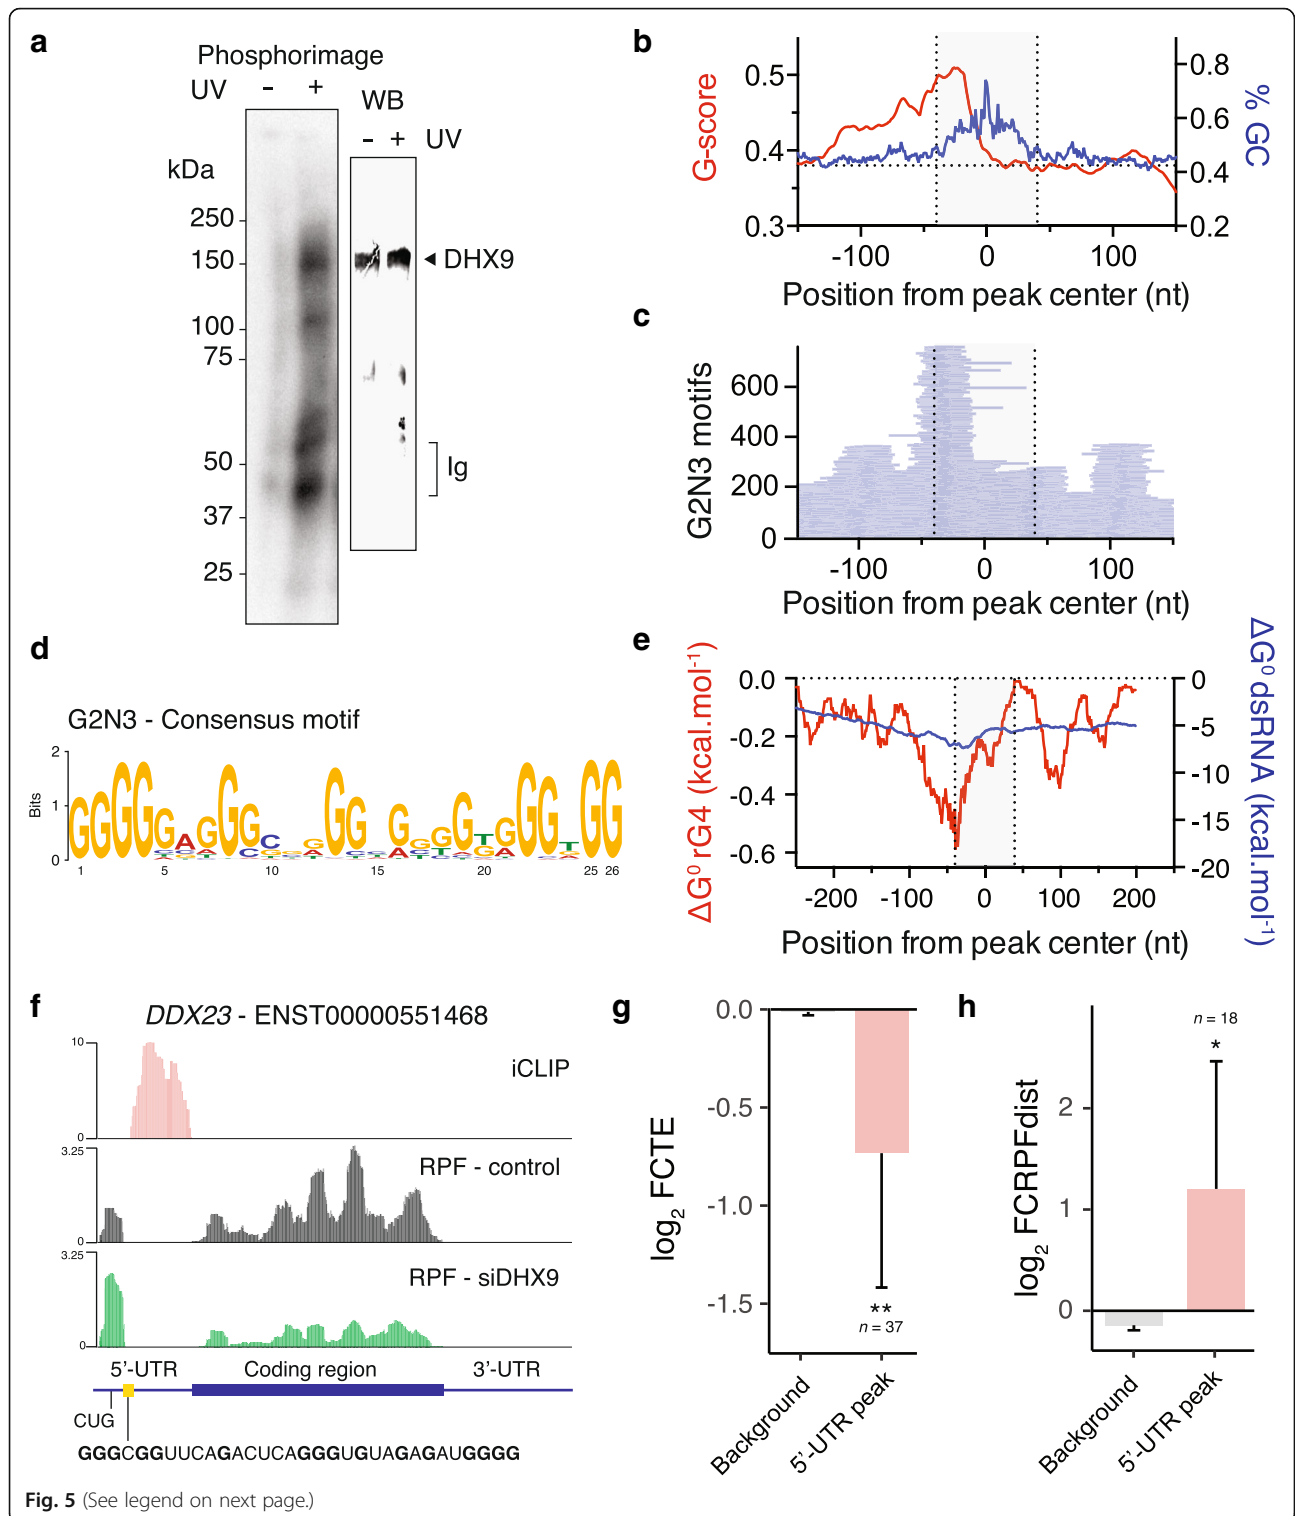 a
Phosphorimage
UV - +
WB
- + UV
kDa
250
150
100
75
50
37
25
DHX9
Ig
b
G-score
0.5
0.4
0.3
% GC
0.8
0.6
0.4
0.2
-100 0 100
Position from peak center (nt)
c
G2N3 motifs
600
400
200
0
-100 0 100
Position from peak center (nt)
d
G2N3 - Consensus motif
Bits
2
1
0
1 5 10 15 20 25 26
e
ΔG⁰ rG4 (kcal.mol⁻¹)
0.0
-0.2
-0.4
-0.6
ΔG⁰ dsRNA (kcal.mol⁻¹)
0
-5
-10
-15
-20
-200 -100 0 100 200
Position from peak center (nt)
f
DDX23 - ENST00000551468
10
0
iCLIP
3.25
0
RPF - control
3.25
0
RPF - siDHX9
5'-UTR Coding region 3'-UTR
CUG
GGGCGGUUCAGACUCAGGGUGUAGAGAUGGGG
g
log₂ FCTE
0.0
-0.5
-1.0
-1.5
**
n = 37
Background
5'-UTR peak
h
log₂ FCRPFdist
2
1
0
n = 18
*
Background
5'-UTR peak
Fig. 5 (See legend on next page.)